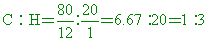 C : H = 80/12 : 20/1 = 6.67 : 20 = 1 : 3